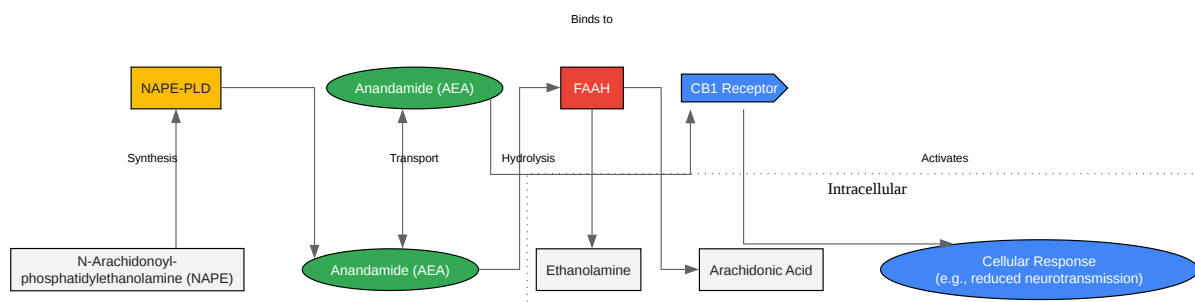 Binds to
NAPE-PLD
Anandamide (AEA)
FAAH
CB1 Receptor
Synthesis
Transport
Hydrolysis
Activates
Intracellular
N-Arachidonoyl-
phosphatidylethanolamine (NAPE)
Anandamide (AEA)
Ethanolamine
Arachidonic Acid
Cellular Response
(e.g., reduced neurotransmission)